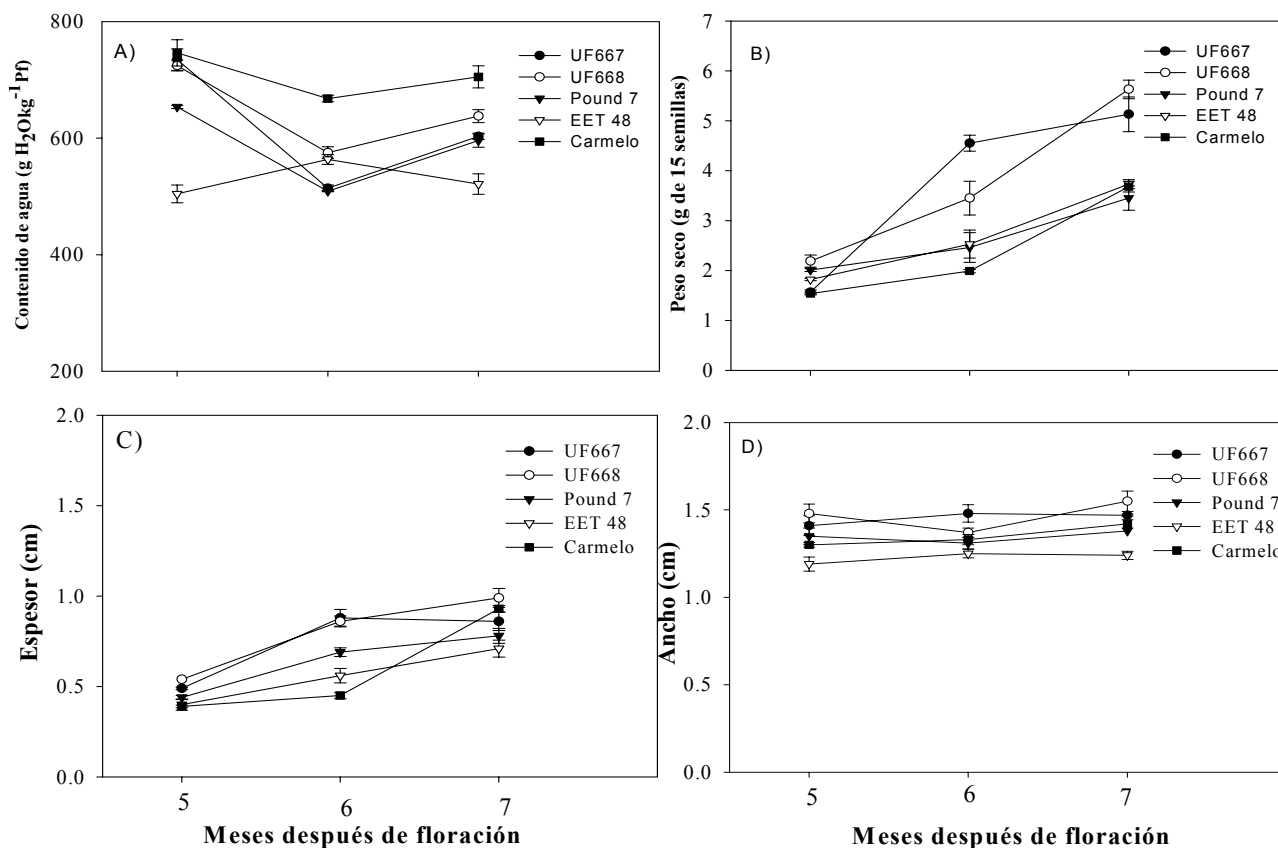 A)
Contenido de agua (g H₂Okg⁻¹Pf)
800
600
400
200
UF667
UF668
Pound 7
EET 48
Carmelo
B)
Peso seco (g de 15 semillas)
7
6
5
4
3
2
1
0
UF667
UF668
Pound 7
EET 48
Carmelo
C)
Espesor (cm)
2.0
1.5
1.0
0.5
0.0
UF667
UF668
Pound 7
EET 48
Carmelo
5
6
7
Meses después de floración
D)
Ancho (cm)
2.0
1.5
1.0
0.5
0.0
UF667
UF668
Pound 7
EET 48
Carmelo
5
6
7
Meses después de floración